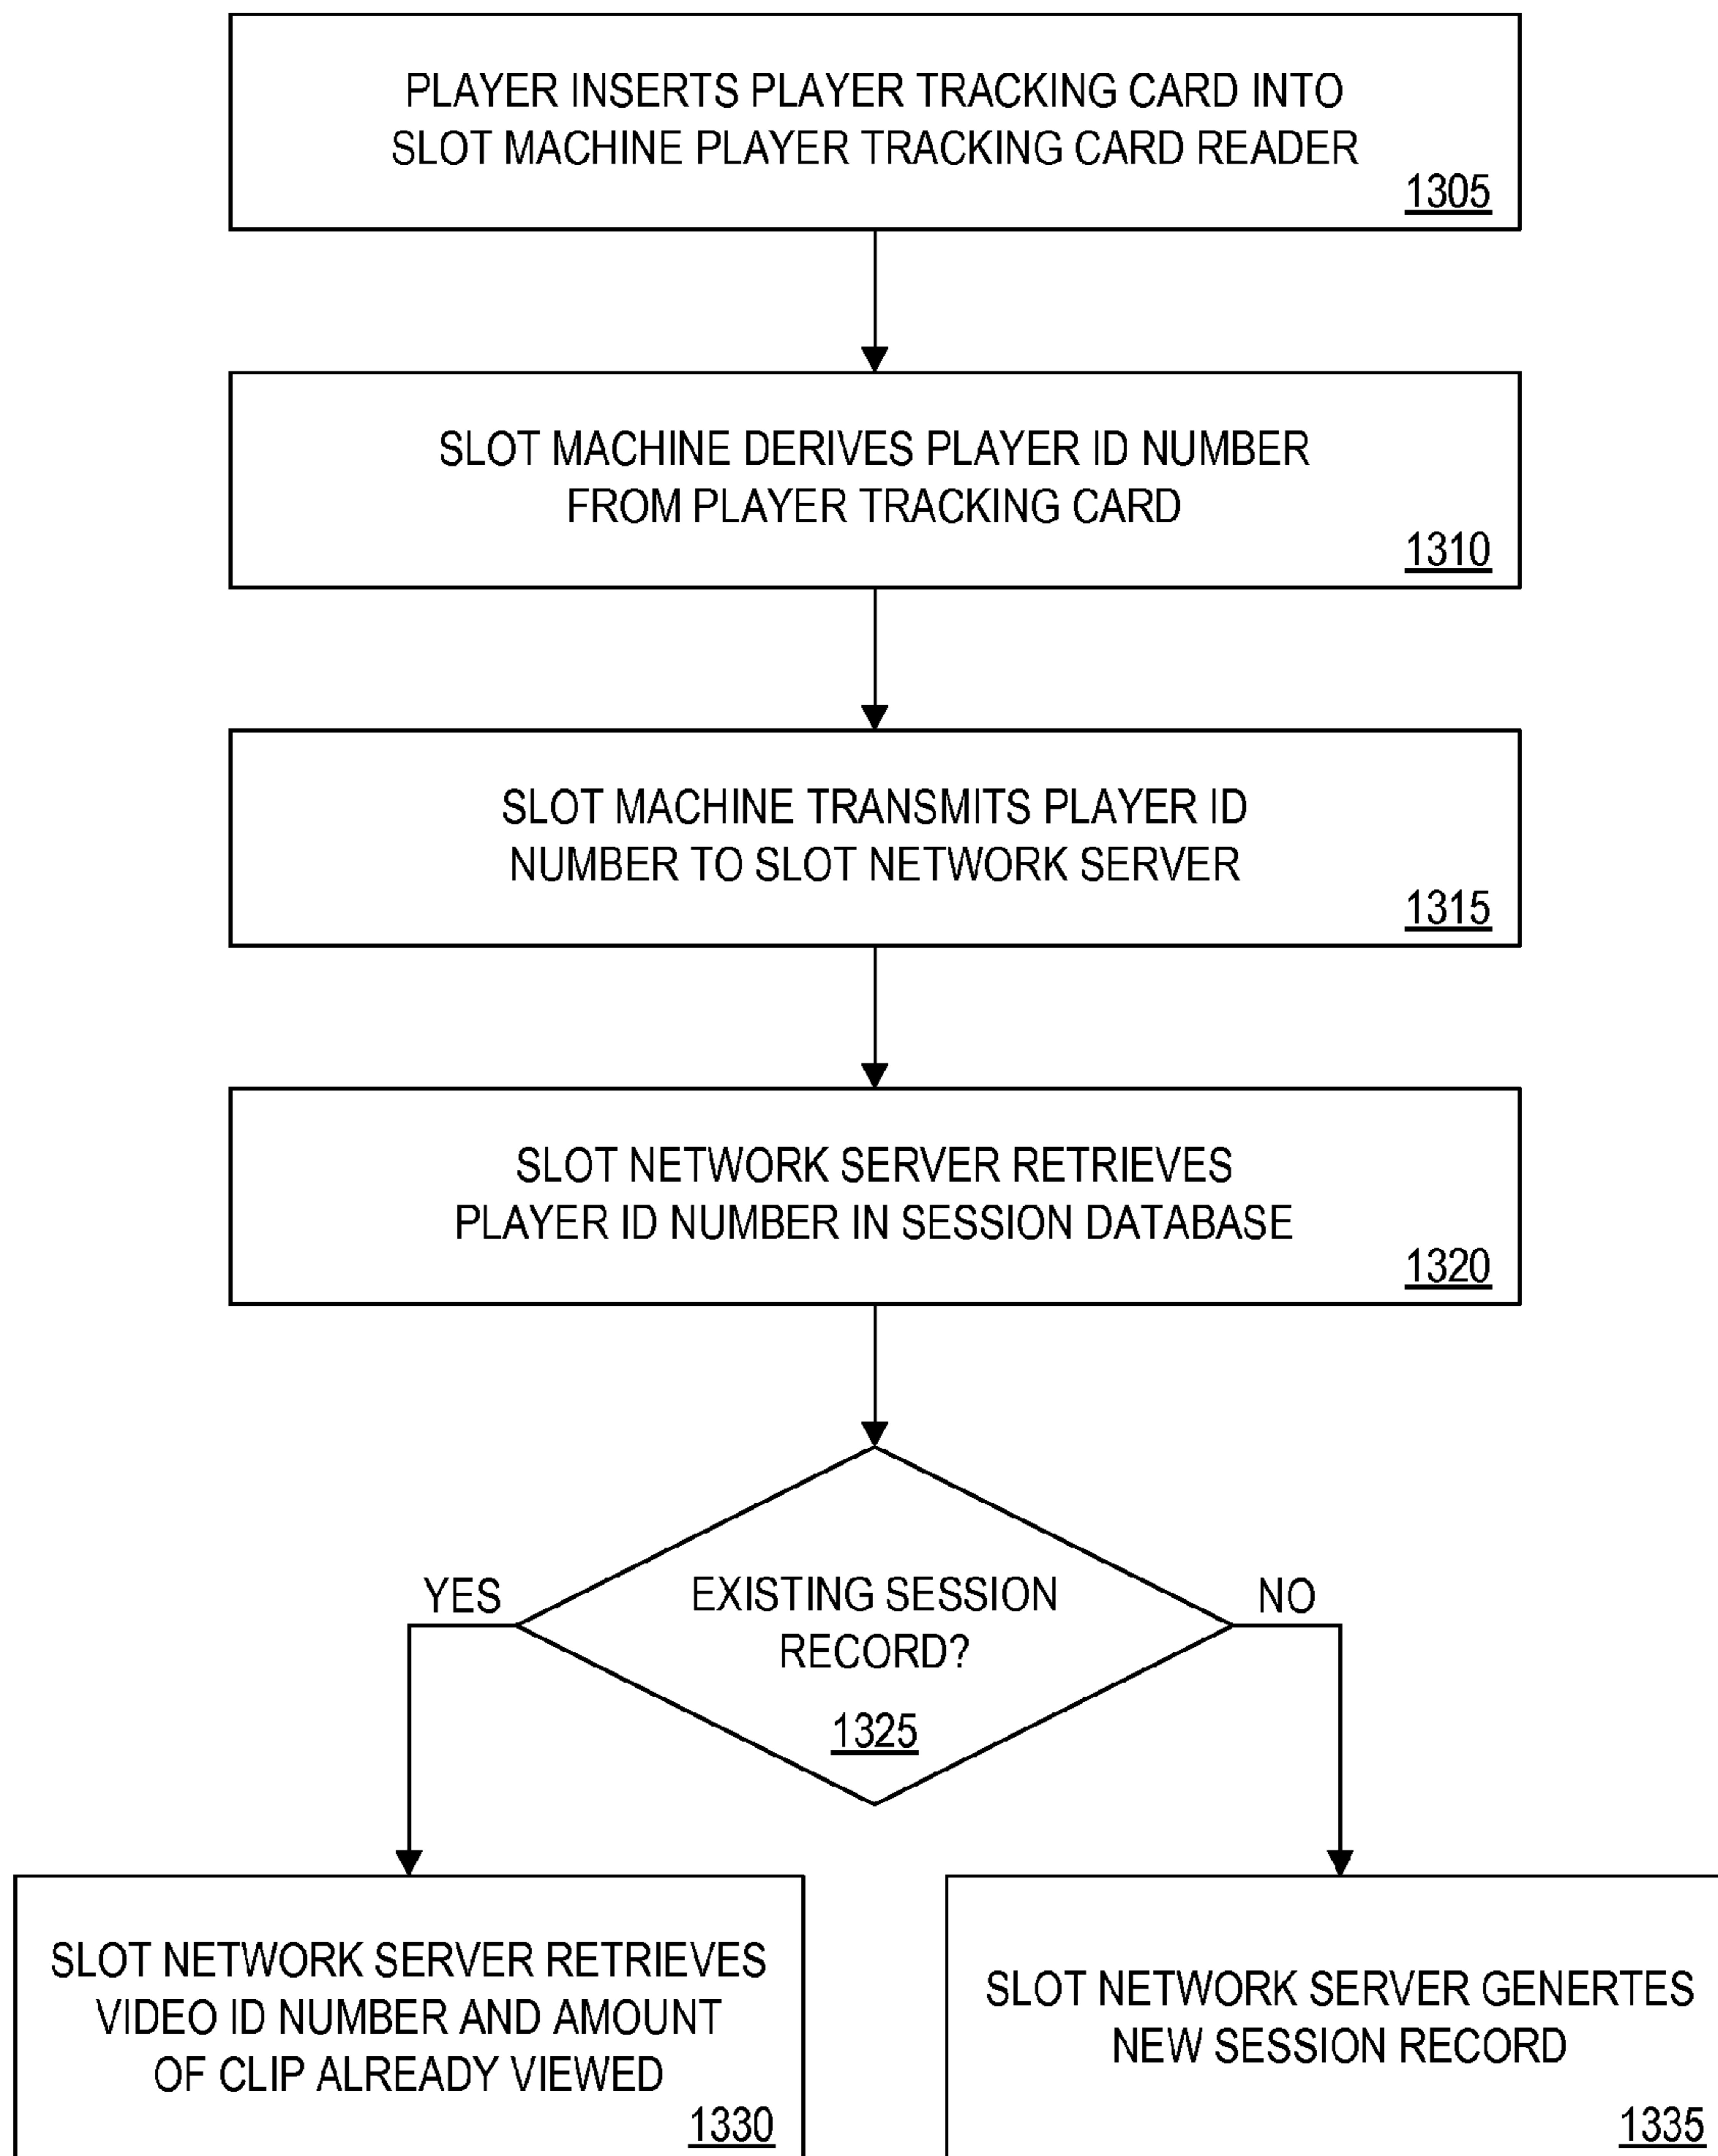 PLAYER INSERTS PLAYER TRACKING CARD INTO
SLOT MACHINE PLAYER TRACKING CARD READER
1305
SLOT MACHINE DERIVES PLAYER ID NUMBER
FROM PLAYER TRACKING CARD
1310
SLOT MACHINE TRANSMITS PLAYER ID
NUMBER TO SLOT NETWORK SERVER
1315
SLOT NETWORK SERVER RETRIEVES
PLAYER ID NUMBER IN SESSION DATABASE
1320
YES
EXISTING SESSION
RECORD?
1325
NO
SLOT NETWORK SERVER RETRIEVES
VIDEO ID NUMBER AND AMOUNT
OF CLIP ALREADY VIEWED
1330
SLOT NETWORK SERVER GENERTES
NEW SESSION RECORD
1335